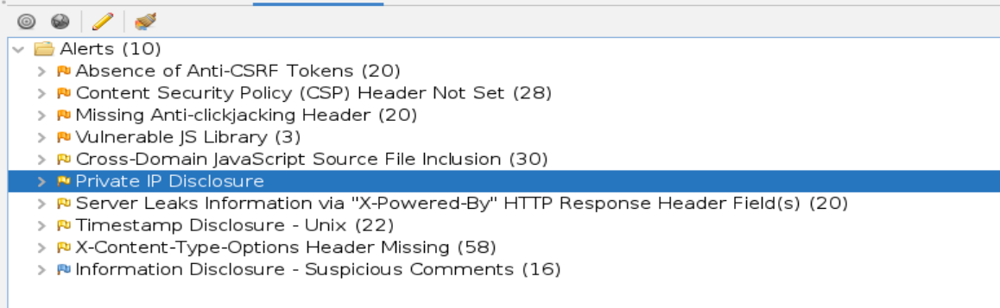 Alerts (10)
Absence of Anti-CSRF Tokens (20)
Content Security Policy (CSP) Header Not Set (28)
Missing Anti-clickjacking Header (20)
Vulnerable JS Library (3)
Cross-Domain JavaScript Source File Inclusion (30)
Private IP Disclosure
Server Leaks Information via "X-Powered-By" HTTP Response Header Field(s) (20)
Timestamp Disclosure - Unix (22)
X-Content-Type-Options Header Missing (58)
Information Disclosure - Suspicious Comments (16)